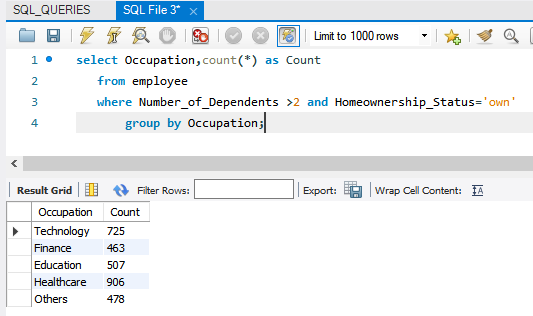 SQL_QUERIES SQL File 3*
Limit to 1000 rows
1 select Occupation,count(*) as Count
2 from employee
3 where Number_of_Dependents >2 and Homeownership_Status='own'
4 group by Occupation;
Result Grid Filter Rows: Export: Wrap Cell Content:
Occupation Count
Technology 725
Finance 463
Education 507
Healthcare 906
Others 478